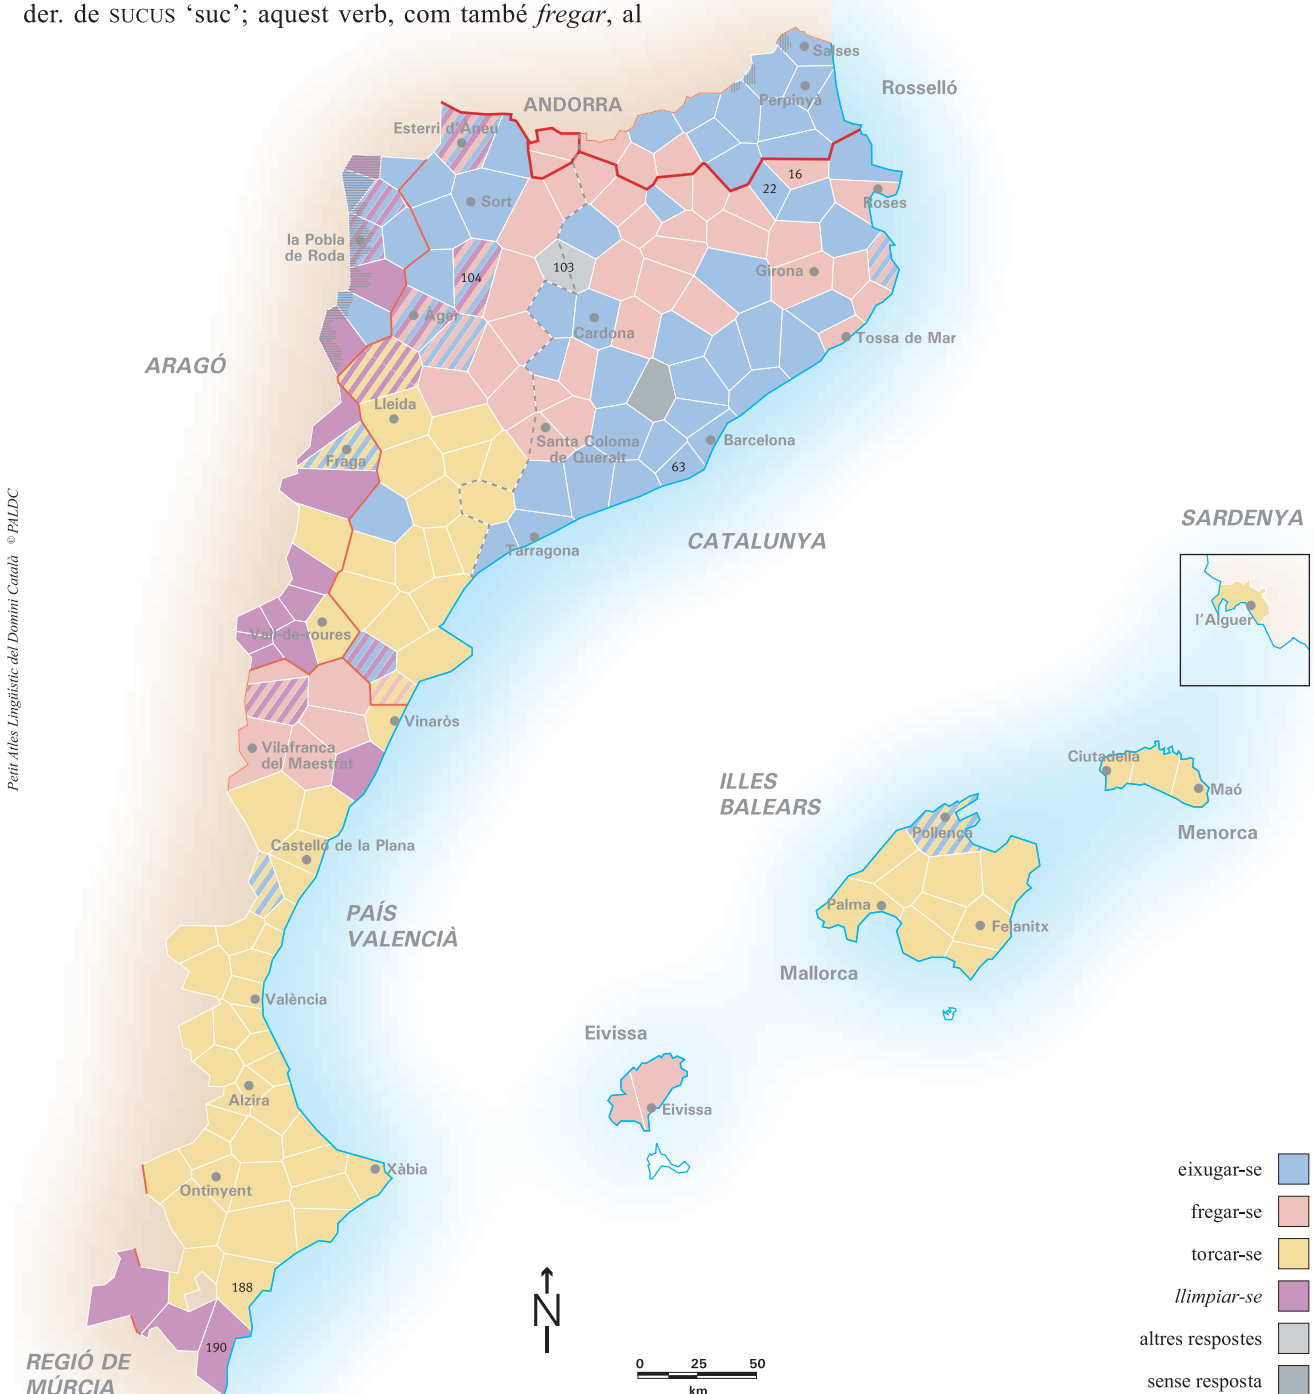 der. de SUCUS ‘suc’; aquest verb, com també fregar, al
Salses
Rosselló
Perpinyà
ANDORRA
Esterri d’Àneu
16
22
Roses
Sort
la Pobla
de Roda
104
103
Girona
Àger
Cardona
Tossa de Mar
ARAGÓ
Lleida
Santa Coloma
de Queralt
Barcelona
Fraga
63
Petit Atles Lingüístic del Domini Català © PALDC
SARDENYA
CATALUNYA
Tarragona
l’Alguer
Vall-de-roures
Vinaròs
Vilafranca
del Maestrat
Ciutadella
Maó
ILLES
BALEARS
Pollença
Menorca
Castelló de la Plana
PAÍS
VALENCIÀ
Palma
Felanitx
Mallorca
València
Eivissa
Alzira
Eivissa
Xàbia
Ontinyent
eixugar-se
fregar-se
torcar-se
llimpiar-se
altres respostes
sense resposta
188
190
N
0 25 50
km
REGIÓ DE
MÚRCIA